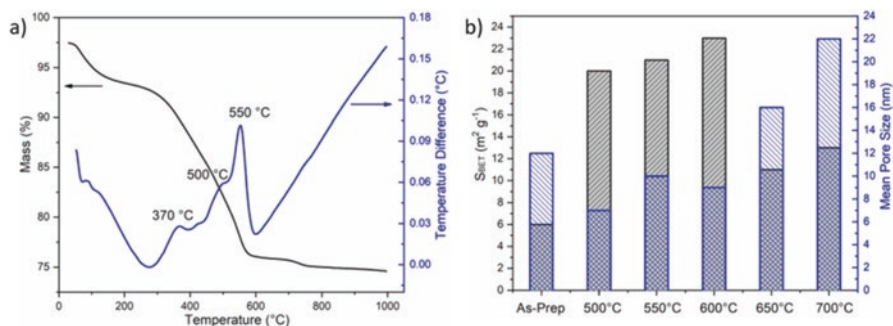 a)
100
95
90
85
80
75
Mass (%)
0
200
400
600
800
1000
Temperature (°C)
0.18
0.15
0.12
0.09
0.06
0.03
0.00
Temperature Difference (°C)
370 °C
500 °C
550 °C
b)
24
22
20
18
16
14
12
10
8
6
4
2
0
SBET (m² g⁻¹)
As-Prep
500°C
550°C
600°C
650°C
700°C
24
22
20
18
16
14
12
10
8
6
4
2
0
Mean Pore Size (nm)